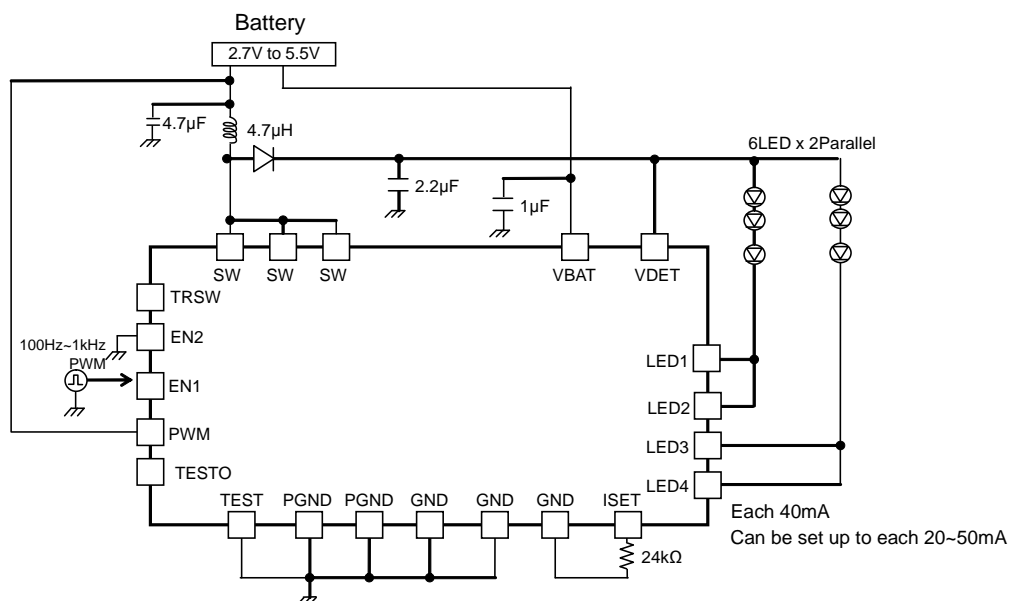 Battery
2.7V to 5.5V
4.7µF
4.7µH
6LED x 2Parallel
2.2µF
1µF
SW
SW
SW
VBAT
VDET
TRSW
EN2
100Hz~1kHz
PWM
EN1
PWM
TESTO
LED1
LED2
LED3
LED4
TEST
PGND
PGND
GND
GND
GND
ISET
Each 40mA
Can be set up to each 20~50mA
24kΩ